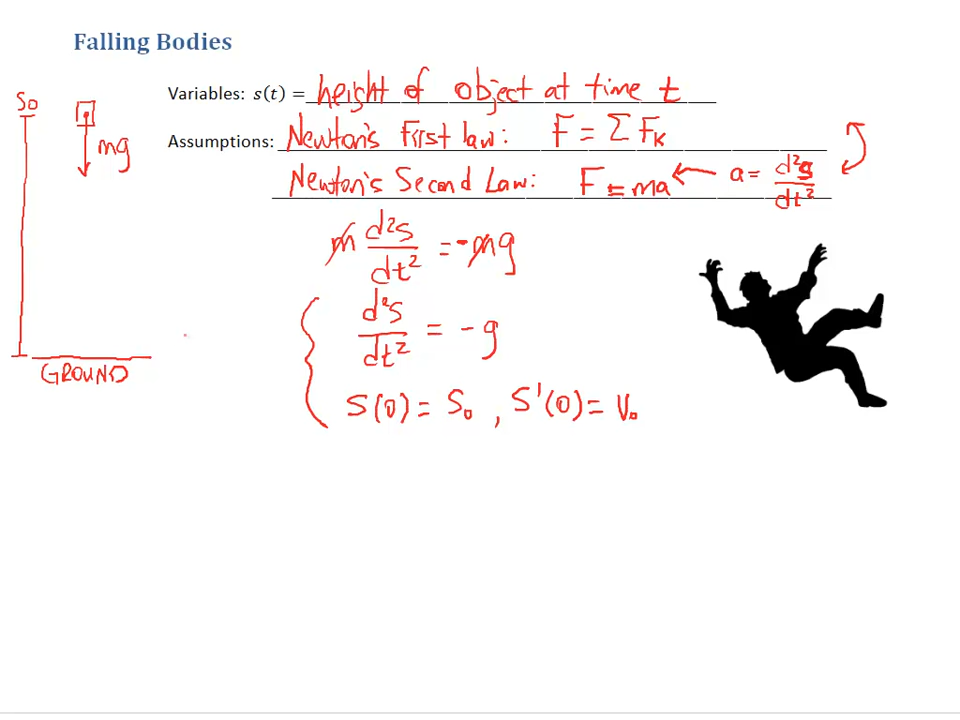 Falling Bodies
Variables: s(t) = height of object at time t
Assumptions: Newton's First law: F = Σ Fₖ
Newton's Second Law: F = ma ← a = d²s/dt²
S₀
mg
GROUND
m d²s/dt² = -mg
d²s/dt² = -g
S(0) = S₀, S'(0) = V₀